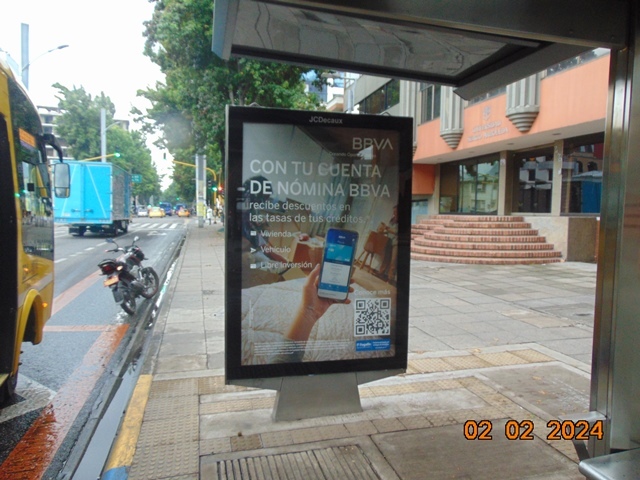 JCDecaux
BBVA
CON TU CUENTA
DE NÓMINA BBVA
recibe descuentos en
las tasas de tus créditos
Vivienda
Vehículo
Libre Inversión
02 02 2024